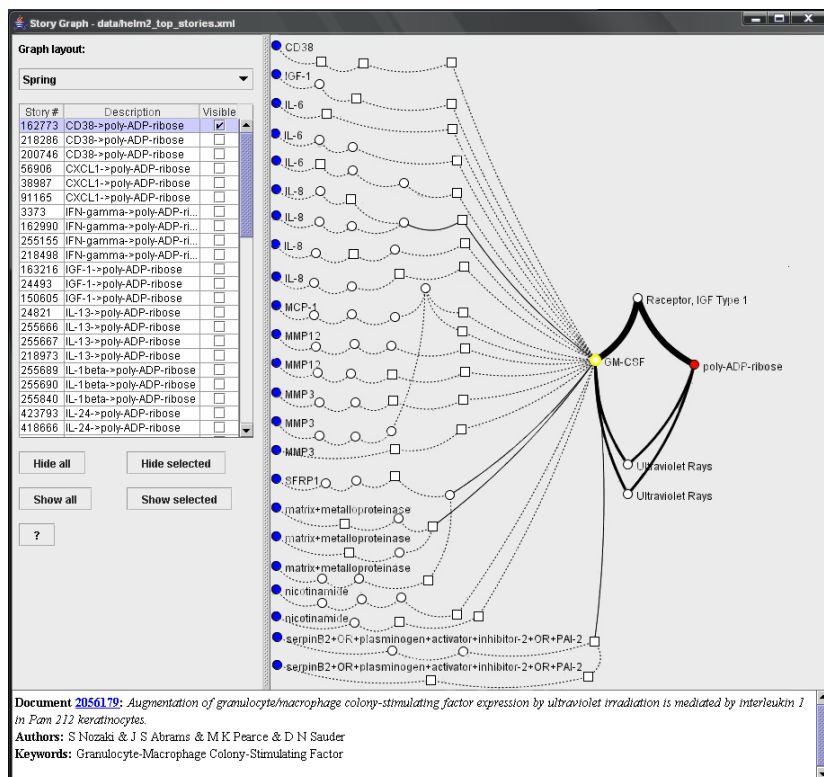 Story Graph - data/helm2_top_stories.xml
Graph layout:
Spring
Story # Description Visible
162773 CD38->poly-ADP-ribose
218286 CD38->poly-ADP-ribose
200746 CD38->poly-ADP-ribose
56906 CXCL1->poly-ADP-ribose
38987 CXCL1->poly-ADP-ribose
91165 CXCL1->poly-ADP-ribose
3373 IFN-gamma->poly-ADP-ri...
162990 IFN-gamma->poly-ADP-ri...
255155 IFN-gamma->poly-ADP-ri...
218498 IFN-gamma->poly-ADP-ri...
163216 IGF-1->poly-ADP-ribose
24493 IGF-1->poly-ADP-ribose
150605 IGF-1->poly-ADP-ribose
24821 IL-13->poly-ADP-ribose
255666 IL-13->poly-ADP-ribose
255667 IL-13->poly-ADP-ribose
218973 IL-13->poly-ADP-ribose
255689 IL-1beta->poly-ADP-ribose
255690 IL-1beta->poly-ADP-ribose
255840 IL-1beta->poly-ADP-ribose
423793 IL-24->poly-ADP-ribose
418666 IL-24->poly-ADP-ribose
Hide all Hide selected
Show all Show selected
?
CD38
IGF-1
IL-6
IL-6
IL-6
IL-8
IL-8
IL-8
IL-8
MCP-1
MMP12
MMP12
MMP3
MMP3
MMP3
SFRP1
matrix+metalloproteinase
matrix+metalloproteinase
matrix+metalloproteinase
nicotinamide
nicotinamide
serpinB2+OR+plasminogen+activator+inhibitor-2+OR+PAI-2
serpinB2+OR+plasminogen+activator+inhibitor-2+OR+PAI-2
Receptor, IGF Type 1
GM-CSF
poly-ADP-ribose
Ultraviolet Rays
Ultraviolet Rays
Document 2056179: Augmentation of granulocyte/macrophage colony-stimulating factor expression by ultraviolet irradiation is mediated by interleukin 1
in Pam 212 keratinocytes.
Authors: S Nozaki & J S Abrams & M K Pearce & D N Sauder
Keywords: Granulocyte-Macrophage Colony-Stimulating Factor